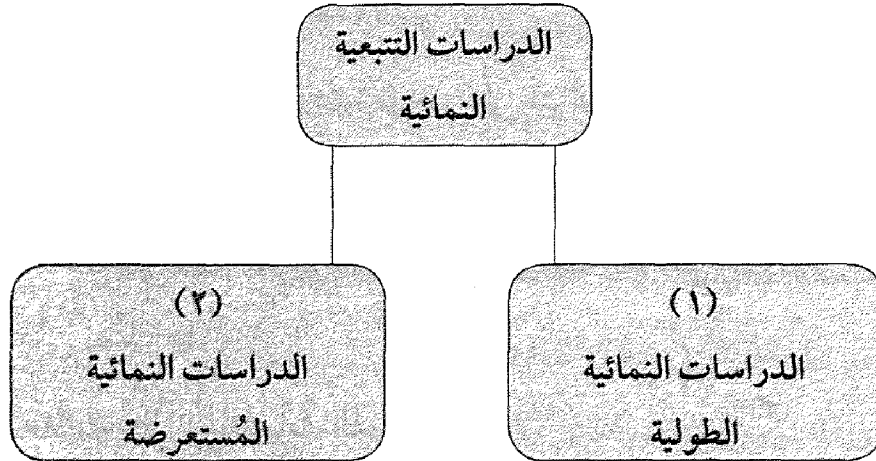 الدراسات التتبعية
النمائية
(١)
الدراسات النمائية
الطولية
(٢)
الدراسات النمائية
المُستعرضة